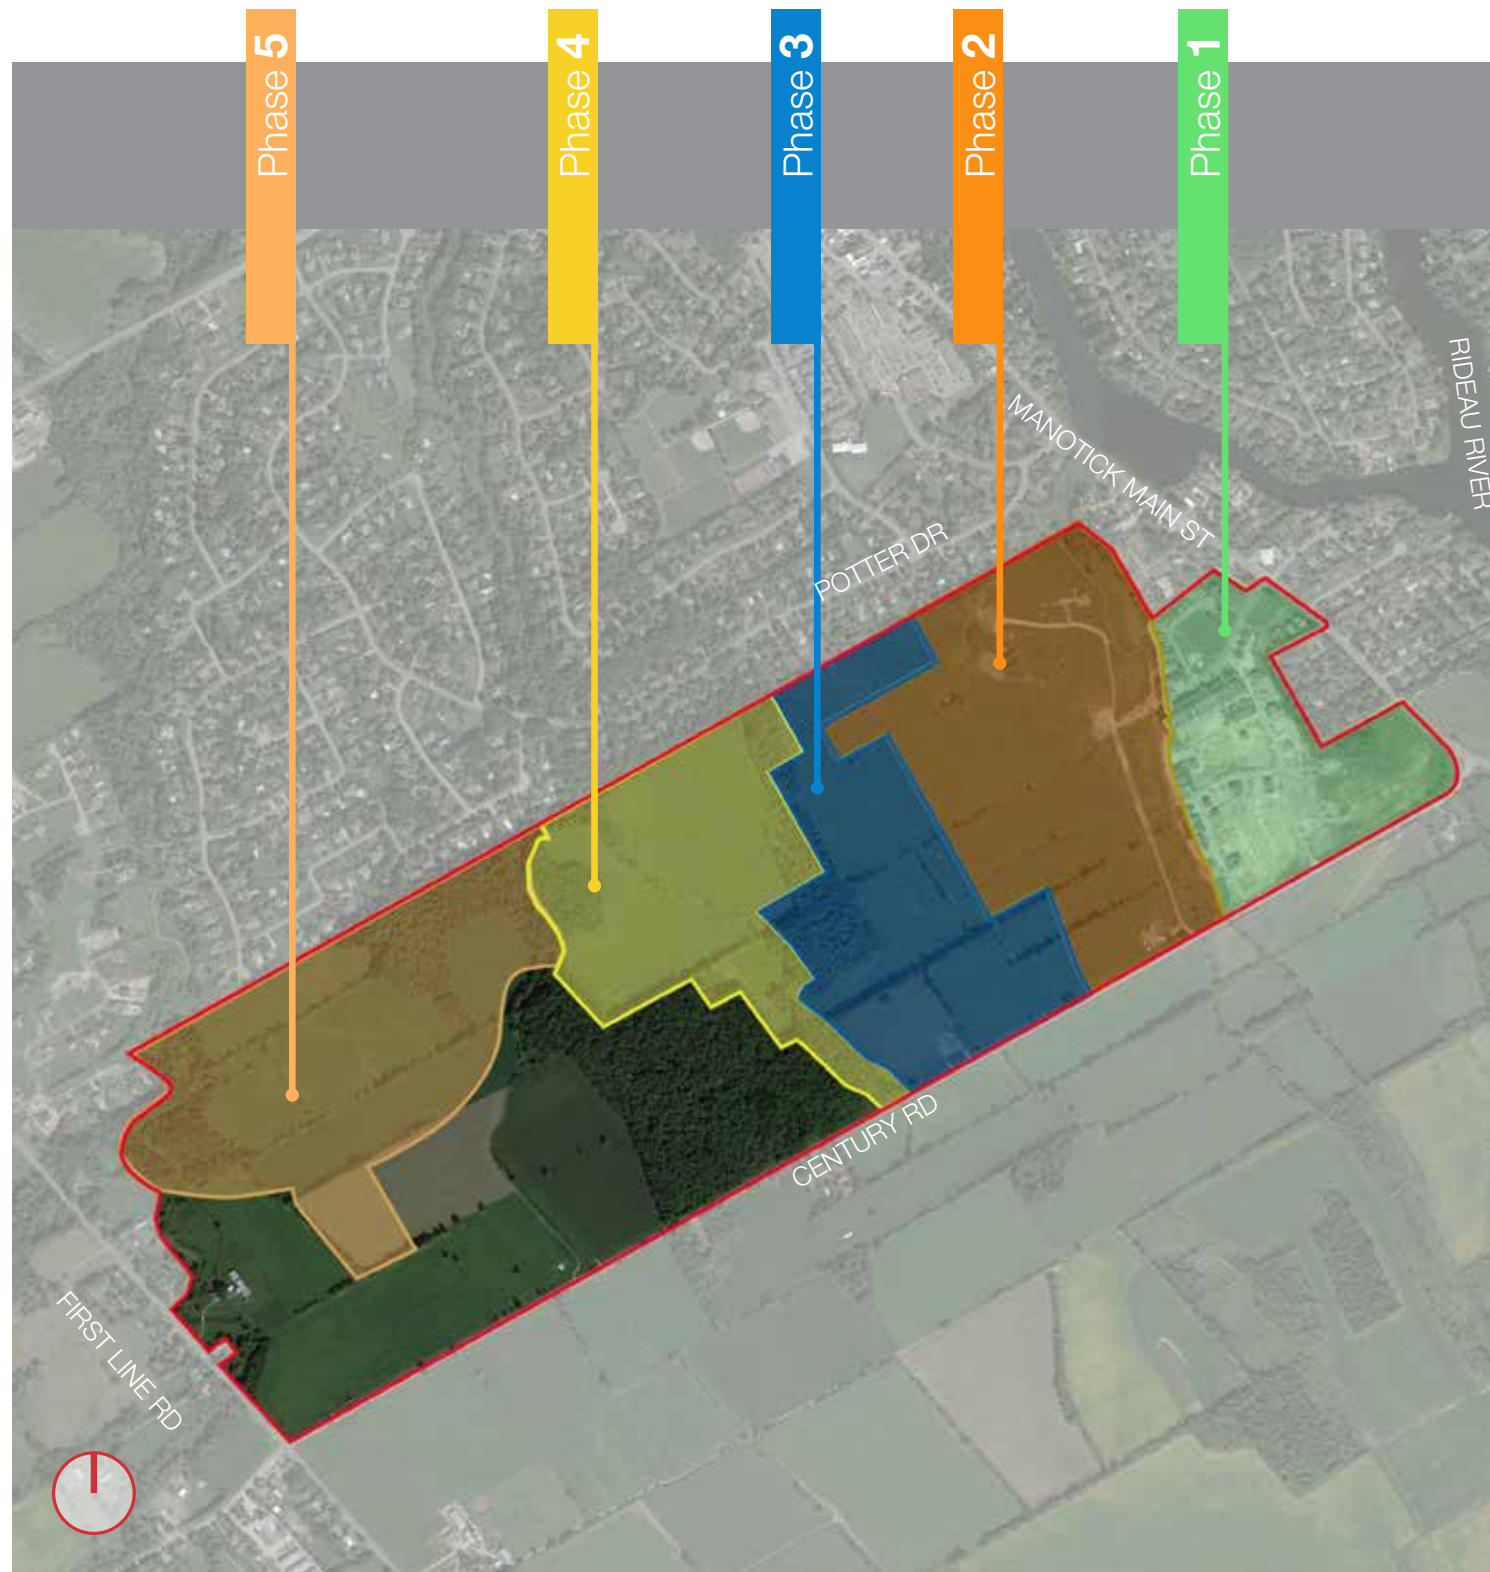 Phase 5
Phase 4
Phase 3
Phase 2
Phase 1
RIDEAU RIVER
MANOTICK MAIN ST
POTTER DR
CENTURY RD
FIRST LINE RD